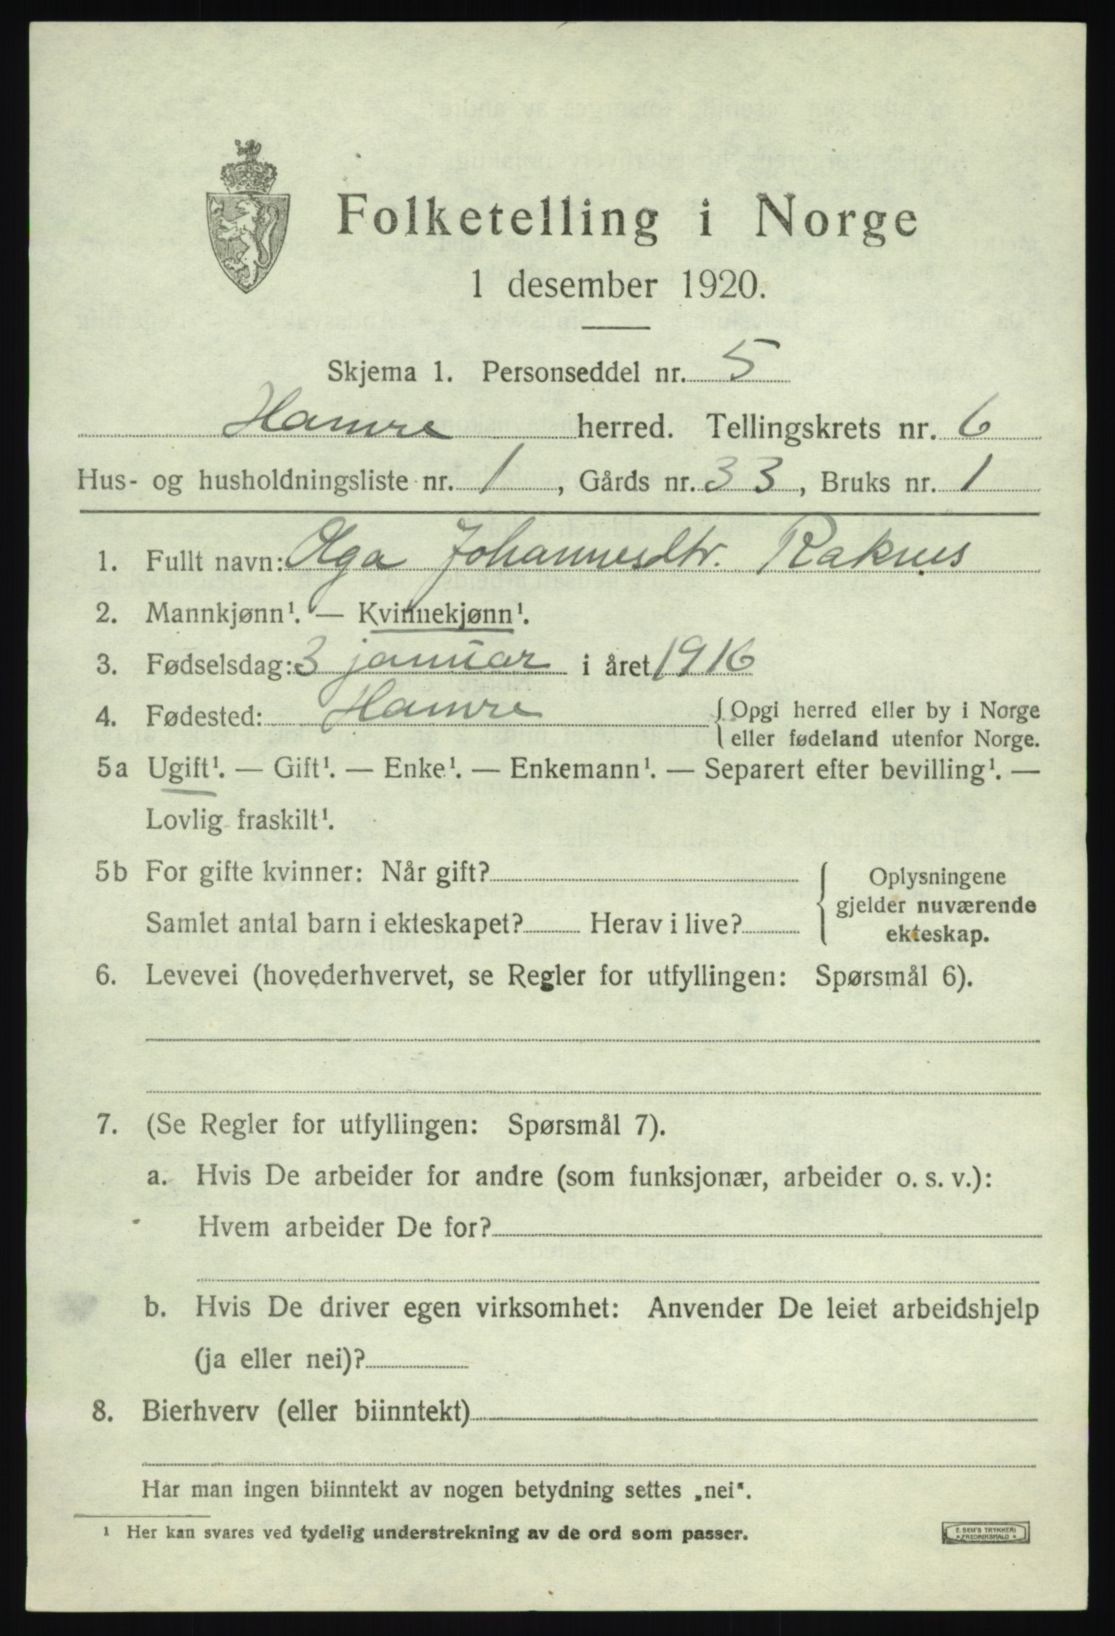 Folketelling i Norge
1 desember 1920.
Skjema 1. Personseddel nr. 5
Hamre herred. Tellingskrets nr. 6
Hus- og husholdningsliste nr. 1, Gårds nr. 33, Bruks nr. 1
1. Fullt navn: Olga Johannesdtr. Raknes
2. Mannkjønn¹. — Kvinnekjønn¹.
3. Fødselsdag: 3 januar i året 1916
4. Fødested: Hamre {Opgi herred eller by i Norge
eller fødeland utenfor Norge.
5a Ugift¹. — Gift¹. — Enke¹. — Enkemann¹. — Separert efter bevilling¹. —
Lovlig fraskilt¹.
5b For gifte kvinner: Når gift?
Samlet antal barn i ekteskapet? Herav i live?
{ Oplysningene
gjelder nuværende
ekteskap.
6. Levevei (hovederhvervet, se Regler for utfyllingen: Spørsmål 6).
7. (Se Regler for utfyllingen: Spørsmål 7).
a. Hvis De arbeider for andre (som funksjonær, arbeider o. s. v.):
Hvem arbeider De for?
b. Hvis De driver egen virksomhet: Anvender De leiet arbeidshjelp
(ja eller nei)?
8. Bierhverv (eller biinntekt)
Har man ingen biinntekt av nogen betydning settes „nei".
¹ Her kan svares ved tydelig understrekning av de ord som passer.
E. SEM'S TRYKKERI
FREDRIKSHALD